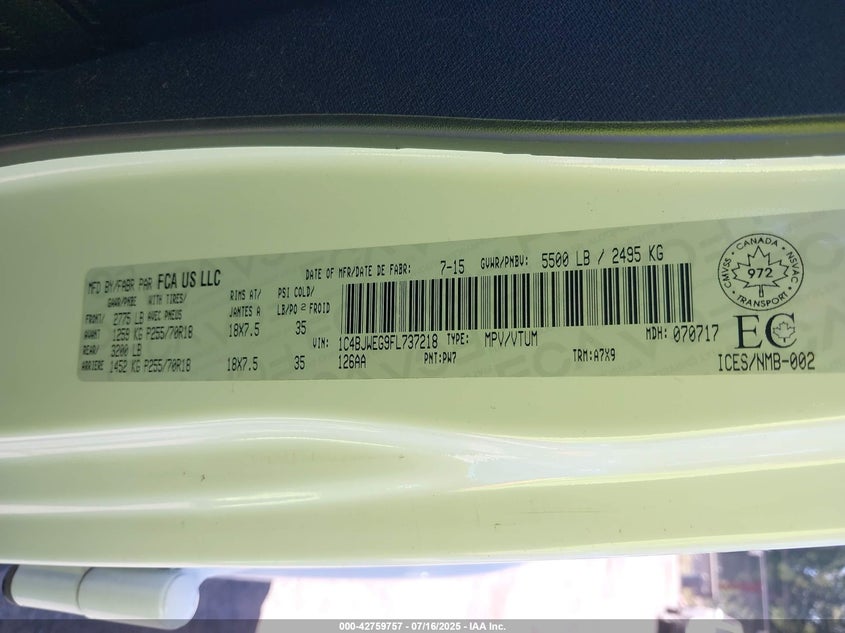 MFD BY/FABR PAR FCA US LLC
DATE OF MFR/DATE DE FABR: 7-15 GVWR/PNBV: 5500 LB / 2495 KG
GAWR/PNBE WITH TIRES/ RIMS AT/ PSI COLD/
AVEC PNEUS JANTES A LB/PO 2 FROID
FRONT/ 2775 LB
AVANT 1259 KG P255/70R18 18X7.5 35
REAR/ 3200 LB
ARRIERE 1452 KG P255/70R18 18X7.5 35
VIN: 1C4BJWEG9FL737218 TYPE: MPV/VTUM MDH: 070717
126AA PNT:PW7 TRM:A7X9
CMVSS • CANADA • NSVAC • TRANSPORT •
972
EC
ICES/NMB-002
000-42759757 - 07/16/2025 - IAA Inc.